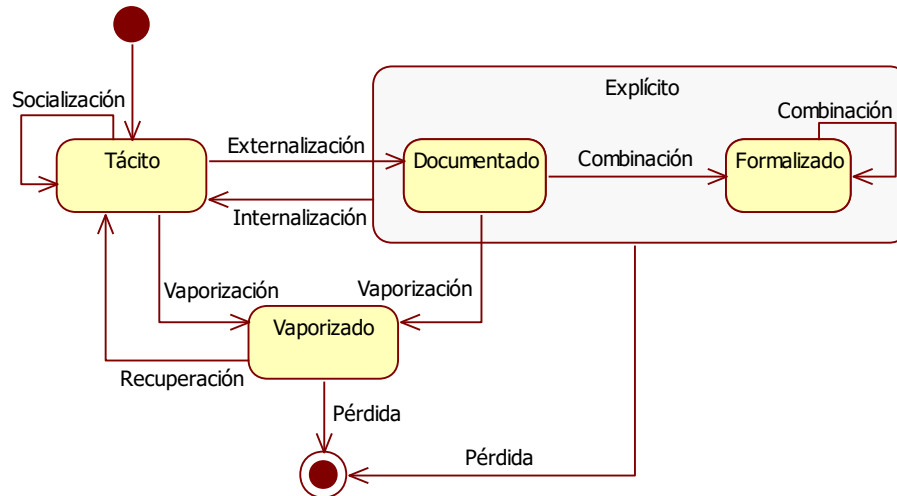 Explícito
Socialización
Combinación
Tácito
Externalización
Documentado
Combinación
Formalizado
Internalización
Vaporización
Vaporización
Vaporizado
Recuperación
Pérdida
Pérdida